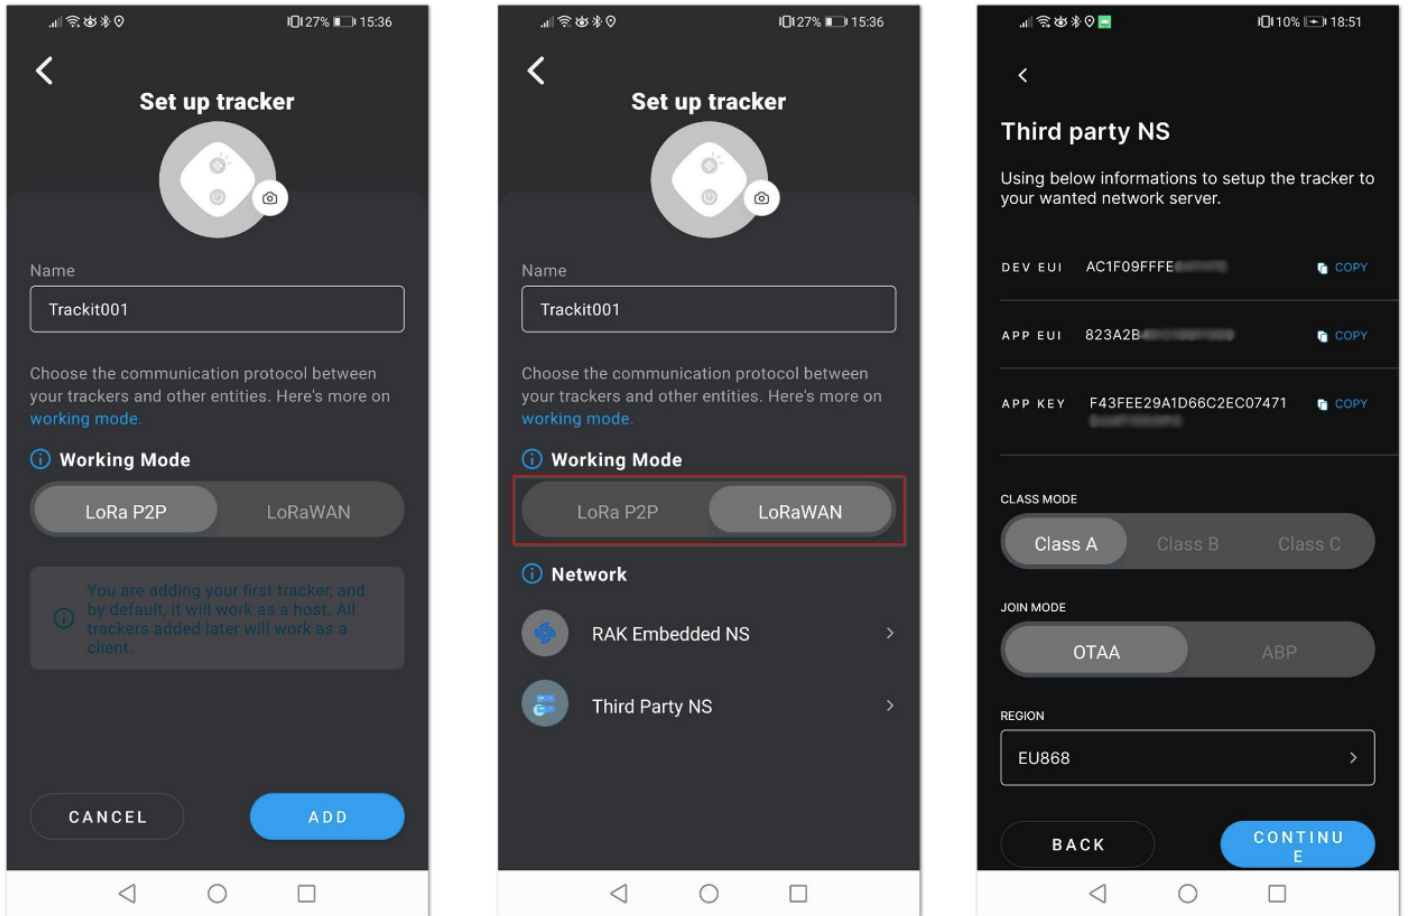 27% 15:36
Set up tracker
Name
Trackit001
Choose the communication protocol between
your trackers and other entities. Here's more on
working mode.
Working Mode
LoRa P2P LoRaWAN
You are adding your first tracker, and
by default, it will work as a host. All
trackers added later will work as a
client.
CANCEL ADD
27% 15:36
Set up tracker
Name
Trackit001
Choose the communication protocol between
your trackers and other entities. Here's more on
working mode.
Working Mode
LoRa P2P LoRaWAN
Network
RAK Embedded NS
Third Party NS
10% 18:51
Third party NS
Using below informations to setup the tracker to
your wanted network server.
DEV EUI AC1F09FFFE COPY
APP EUI 823A2B COPY
APP KEY F43FEE29A1D66C2EC07471 COPY
CLASS MODE
Class A Class B Class C
JOIN MODE
OTAA ABP
REGION
EU868
BACK CONTINU
E